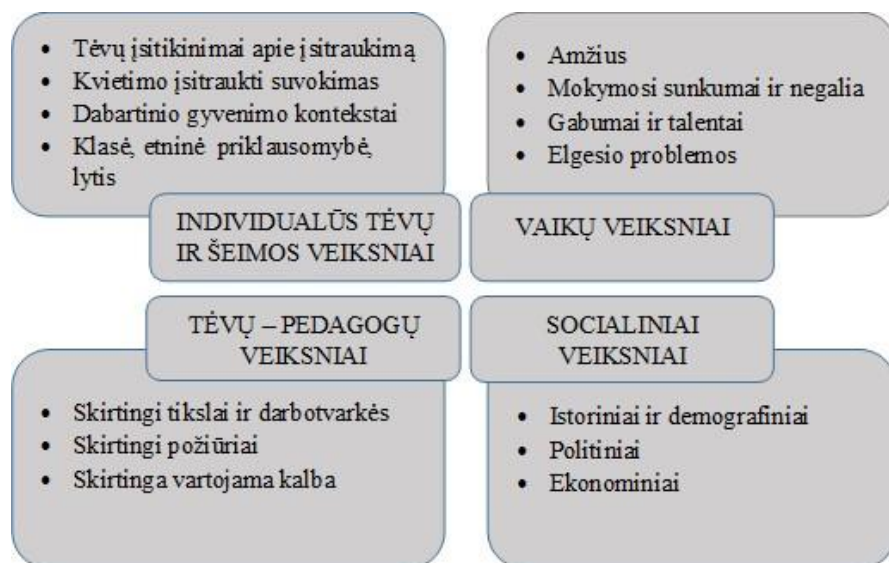 • Tėvų įsitikinimai apie įsitraukimą
• Kvietimo įsitraukti suvokimas
• Dabartinio gyvenimo kontekstai
• Klasė, etninė priklausomybė,
lytis
INDIVIDUALŪS TĖVŲ
IR ŠEIMOS VEIKSNIAI
• Amžius
• Mokymosi sunkumai ir negalia
• Gabumai ir talentai
• Elgesio problemos
VAIKŲ VEIKSNIAI
TĖVŲ – PEDAGOGŲ
VEIKSNIAI
• Skirtingi tikslai ir darbotvarkės
• Skirtingi požiūriai
• Skirtinga vartojama kalba
SOCIALINIAI
VEIKSNIAI
• Istoriniai ir demografiniai
• Politiniai
• Ekonominiai